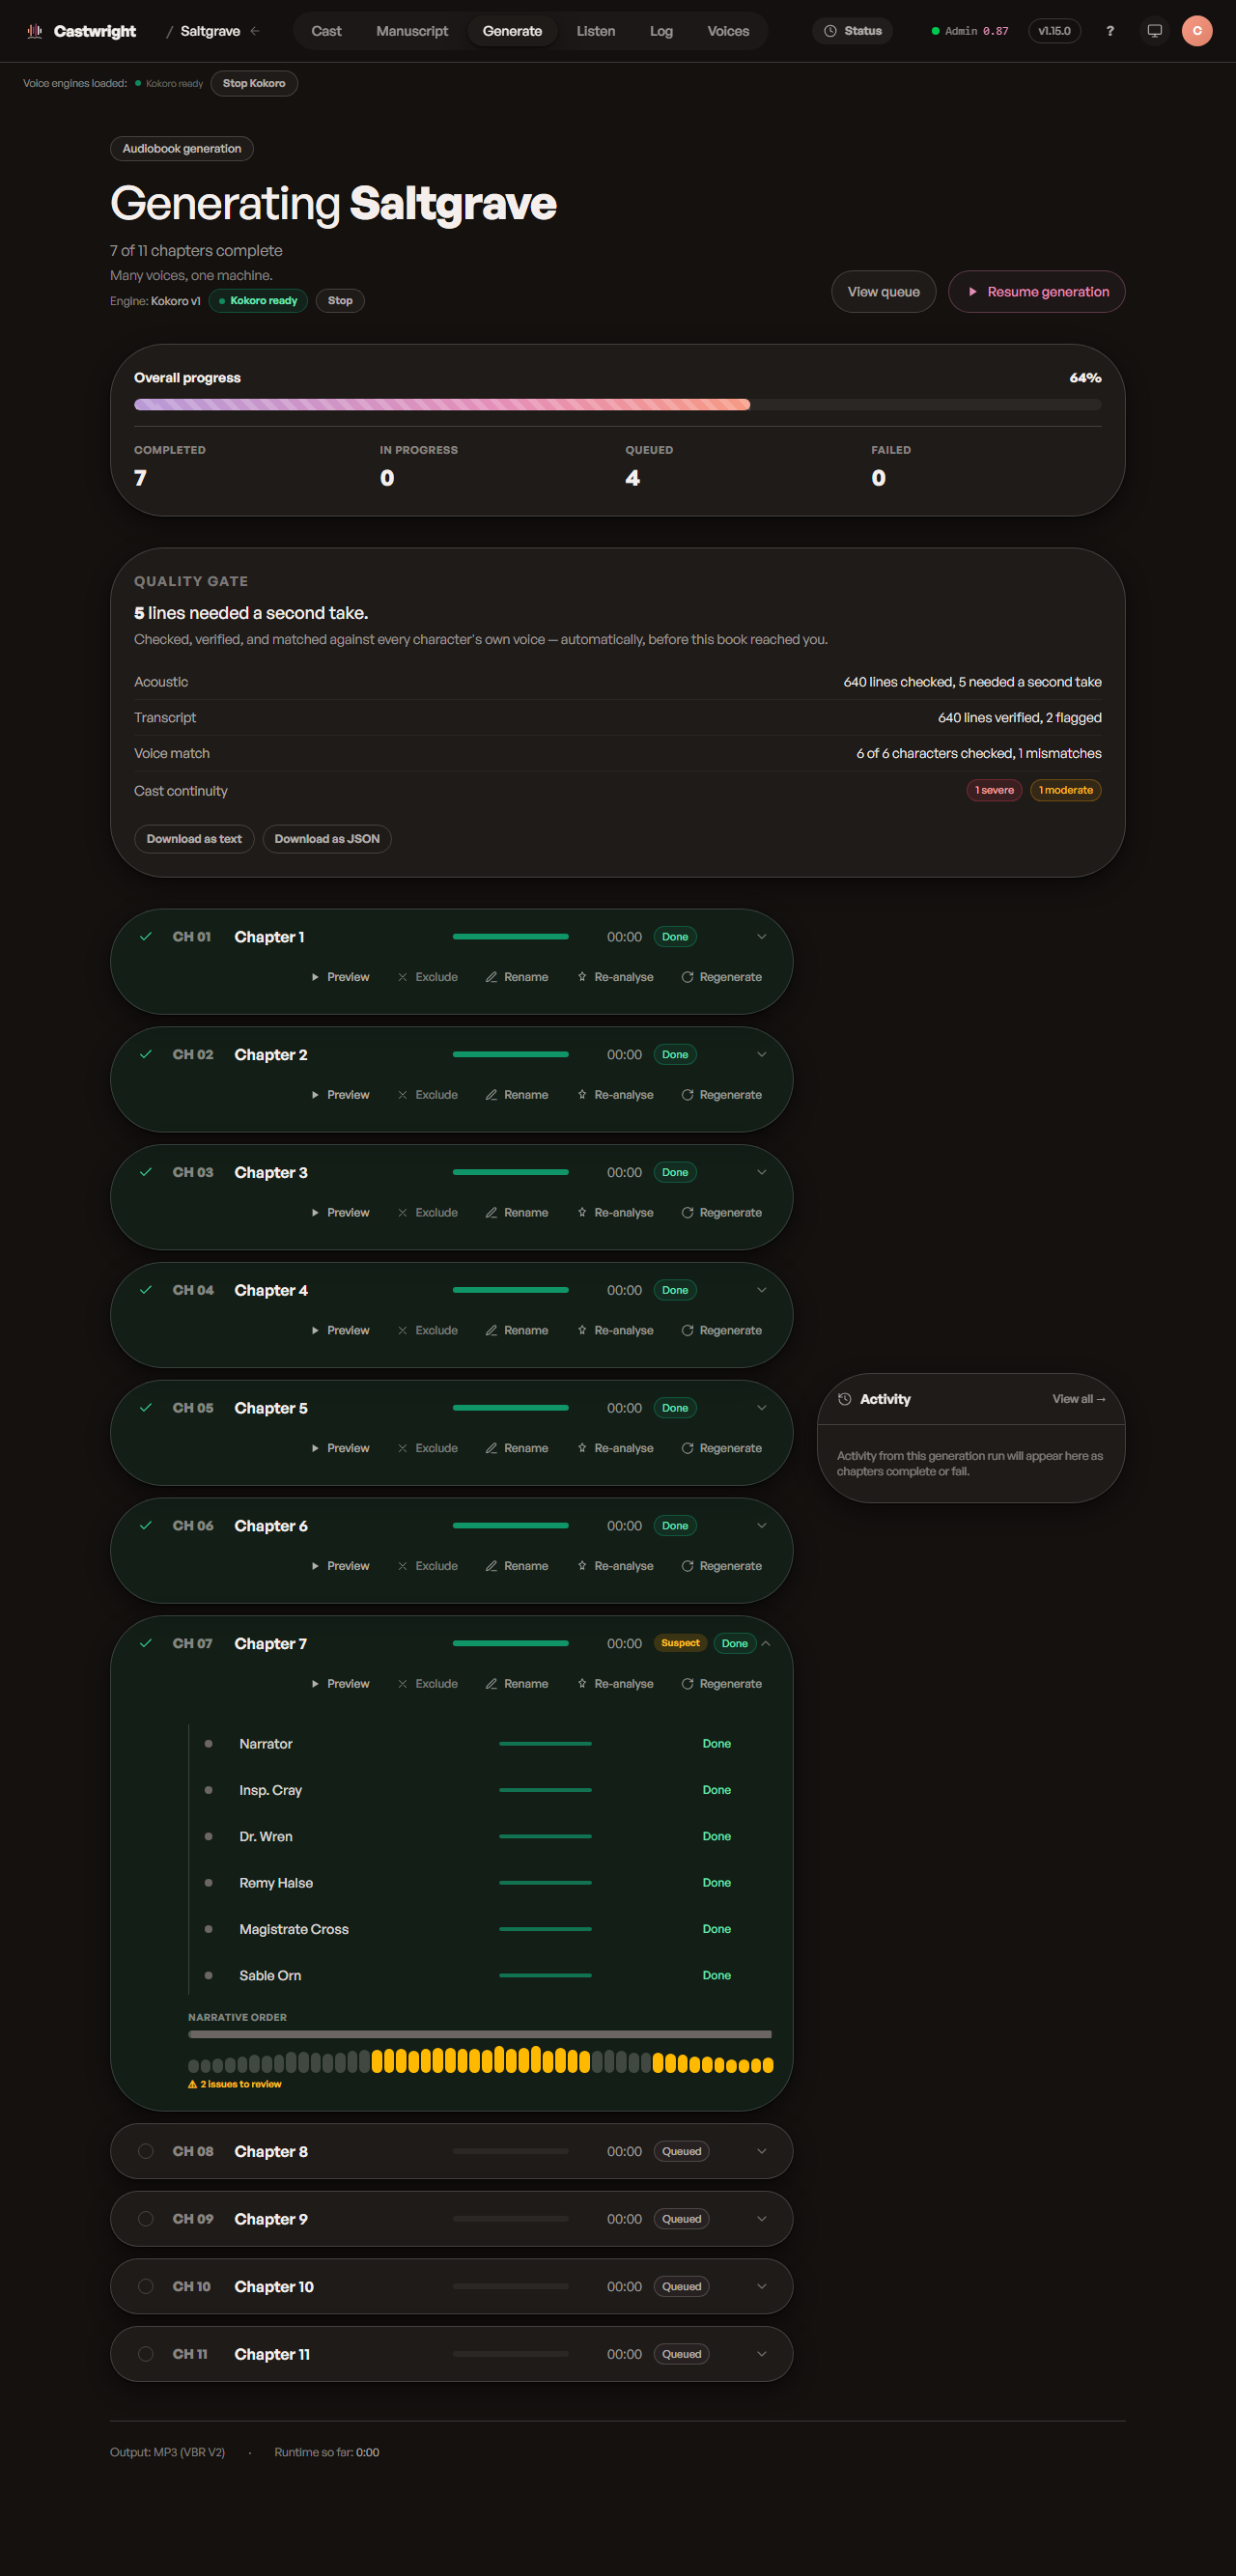 Castwright / Saltgrave ← Cast Manuscript Generate Listen Log Voices Status Admin 0.87 v1.15.0 ? C
Voice engines loaded: Kokoro ready Stop Kokoro
Audiobook generation
Generating Saltgrave
7 of 11 chapters complete
Many voices, one machine.
Engine: Kokoro v1 Kokoro ready Stop
View queue Resume generation
Overall progress 64%
COMPLETED IN PROGRESS QUEUED FAILED
7 0 4 0
QUALITY GATE
5 lines needed a second take.
Checked, verified, and matched against every character's own voice — automatically, before this book reached you.
Acoustic 640 lines checked, 5 needed a second take
Transcript 640 lines verified, 2 flagged
Voice match 6 of 6 characters checked, 1 mismatches
Cast continuity 1 severe 1 moderate
Download as text Download as JSON
CH 01 Chapter 1 00:00 Done
Preview Exclude Rename Re-analyse Regenerate
CH 02 Chapter 2 00:00 Done
Preview Exclude Rename Re-analyse Regenerate
CH 03 Chapter 3 00:00 Done
Preview Exclude Rename Re-analyse Regenerate
CH 04 Chapter 4 00:00 Done
Preview Exclude Rename Re-analyse Regenerate
CH 05 Chapter 5 00:00 Done
Preview Exclude Rename Re-analyse Regenerate
CH 06 Chapter 6 00:00 Done
Preview Exclude Rename Re-analyse Regenerate
CH 07 Chapter 7 00:00 Suspect Done
Preview Exclude Rename Re-analyse Regenerate
Narrator Done
Insp. Cray Done
Dr. Wren Done
Remy Halse Done
Magistrate Cross Done
Sable Orn Done
NARRATIVE ORDER
⚠ 2 issues to review
CH 08 Chapter 8 00:00 Queued
CH 09 Chapter 9 00:00 Queued
CH 10 Chapter 10 00:00 Queued
CH 11 Chapter 11 00:00 Queued
Activity View all →
Activity from this generation run will appear here as
chapters complete or fail.
Output: MP3 (VBR V2) · Runtime so far: 0:00